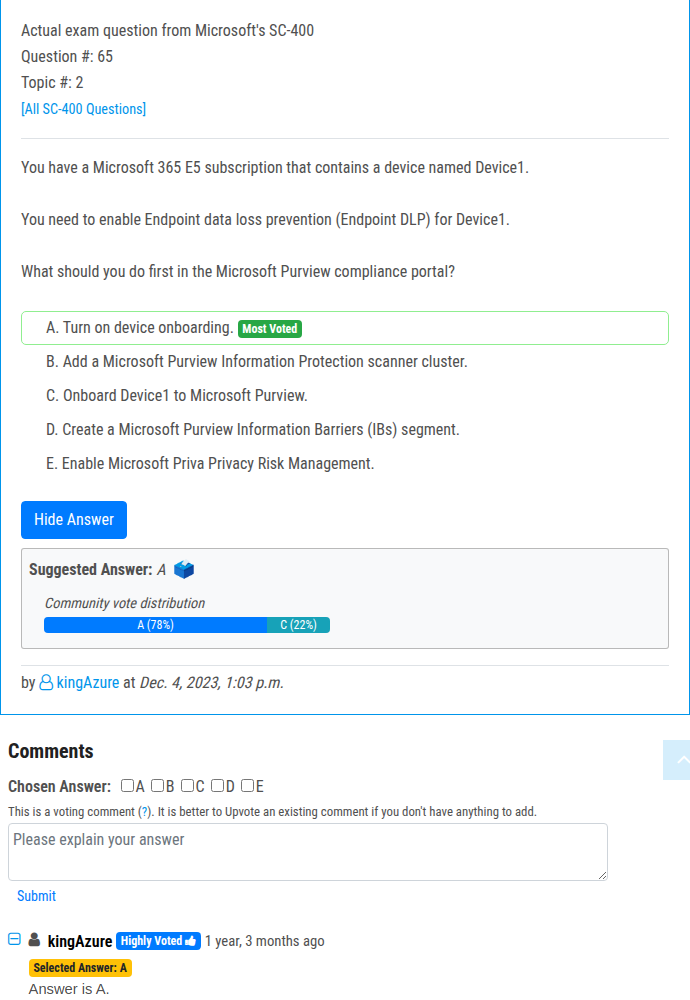 Actual exam question from Microsoft's SC-400
Question #: 65
Topic #: 2
[All SC-400 Questions]
You have a Microsoft 365 E5 subscription that contains a device named Device1.
You need to enable Endpoint data loss prevention (Endpoint DLP) for Device1.
What should you do first in the Microsoft Purview compliance portal?
A. Turn on device onboarding. Most Voted
B. Add a Microsoft Purview Information Protection scanner cluster.
C. Onboard Device1 to Microsoft Purview.
D. Create a Microsoft Purview Information Barriers (IBs) segment.
E. Enable Microsoft Priva Privacy Risk Management.
Hide Answer
Suggested Answer: A
Community vote distribution
A (78%) C (22%)
by kingAzure at Dec. 4, 2023, 1:03 p.m.
Comments
Chosen Answer: A B C D E
This is a voting comment (?). It is better to Upvote an existing comment if you don't have anything to add.
Please explain your answer
Submit
kingAzure Highly Voted 1 year, 3 months ago
Selected Answer: A
Answer is A.